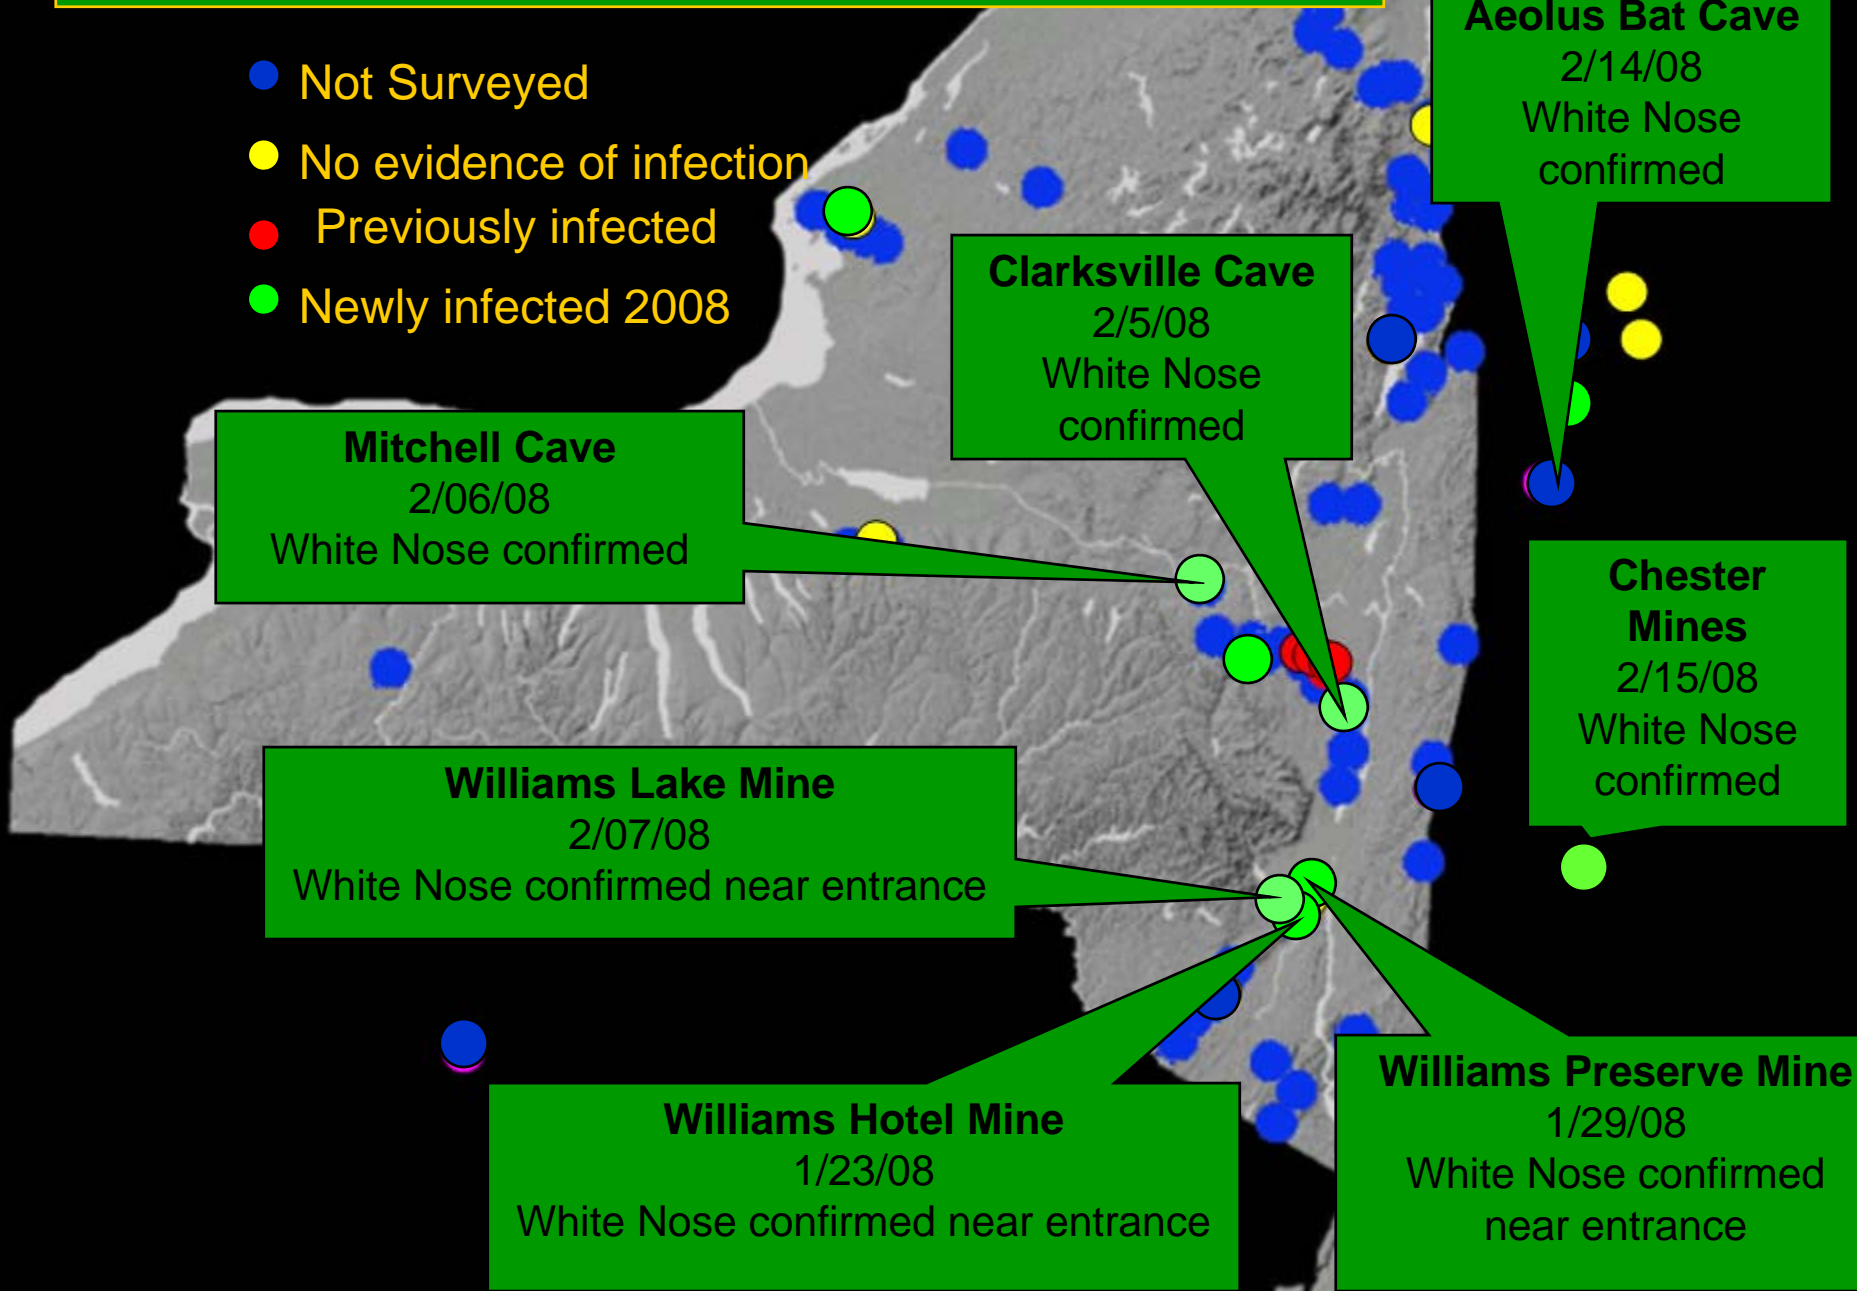 Not Surveyed
No evidence of infection
Previously infected
Newly infected 2008
Aeolus Bat Cave
2/14/08
White Nose
confirmed
Clarksville Cave
2/5/08
White Nose
confirmed
Mitchell Cave
2/06/08
White Nose confirmed
Chester
Mines
2/15/08
White Nose
confirmed
Williams Lake Mine
2/07/08
White Nose confirmed near entrance
Williams Hotel Mine
1/23/08
White Nose confirmed near entrance
Williams Preserve Mine
1/29/08
White Nose confirmed
near entrance